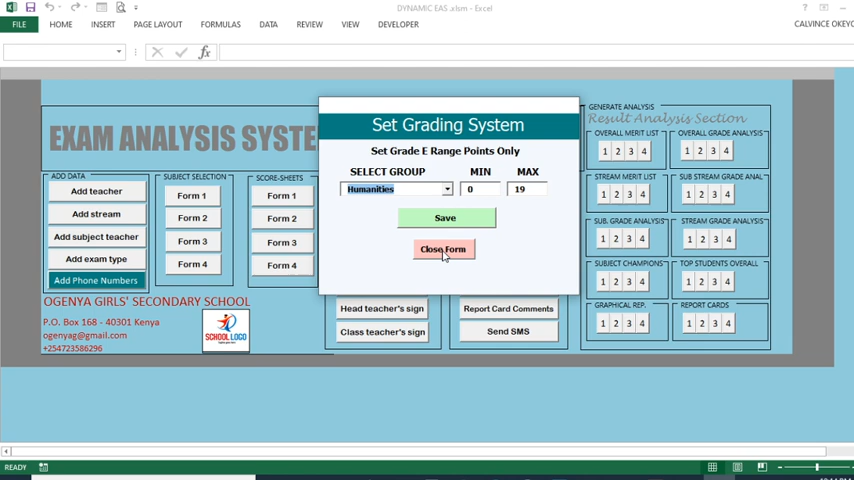 DYNAMIC EAS .xlsm - Excel
FILE HOME INSERT PAGE LAYOUT FORMULAS DATA REVIEW VIEW DEVELOPER CALVINCE OKEYO
fx
EXAM ANALYSIS SYSTE
ADD DATA
Add teacher
Add stream
Add subject teacher
Add exam type
Add Phone Numbers
SUBJECT SELECTION
Form 1
Form 2
Form 3
Form 4
SCORE-SHEETS
Form 1
Form 2
Form 3
Form 4
OGENYA GIRLS' SECONDARY SCHOOL
P.O. Box 168 - 40301 Kenya
ogenyag@gmail.com
+254723586296
SCHOOL LOGO
Set Grading System
Set Grade E Range Points Only
SELECT GROUP MIN MAX
Humanities 0 19
Save
Close Form
Head teacher's sign
Class teacher's sign
Report Card Comments
Send SMS
GENERATE ANALYSIS
Result Analysis Section
OVERALL MERIT LIST OVERALL GRADE ANALYSIS
1 2 3 4 1 2 3 4
STREAM MERIT LIST SUB STREAM GRADE ANAL
1 2 3 4 1 2 3 4
SUB. GRADE ANALYSIS STREAM GRADE ANALYSIS
1 2 3 4 1 2 3 4
SUBJECT CHAMPIONS TOP STUDENTS OVERALL
1 2 3 4 1 2 3 4
GRAPHICAL REP. REPORT CARDS
1 2 3 4 1 2 3 4
READY